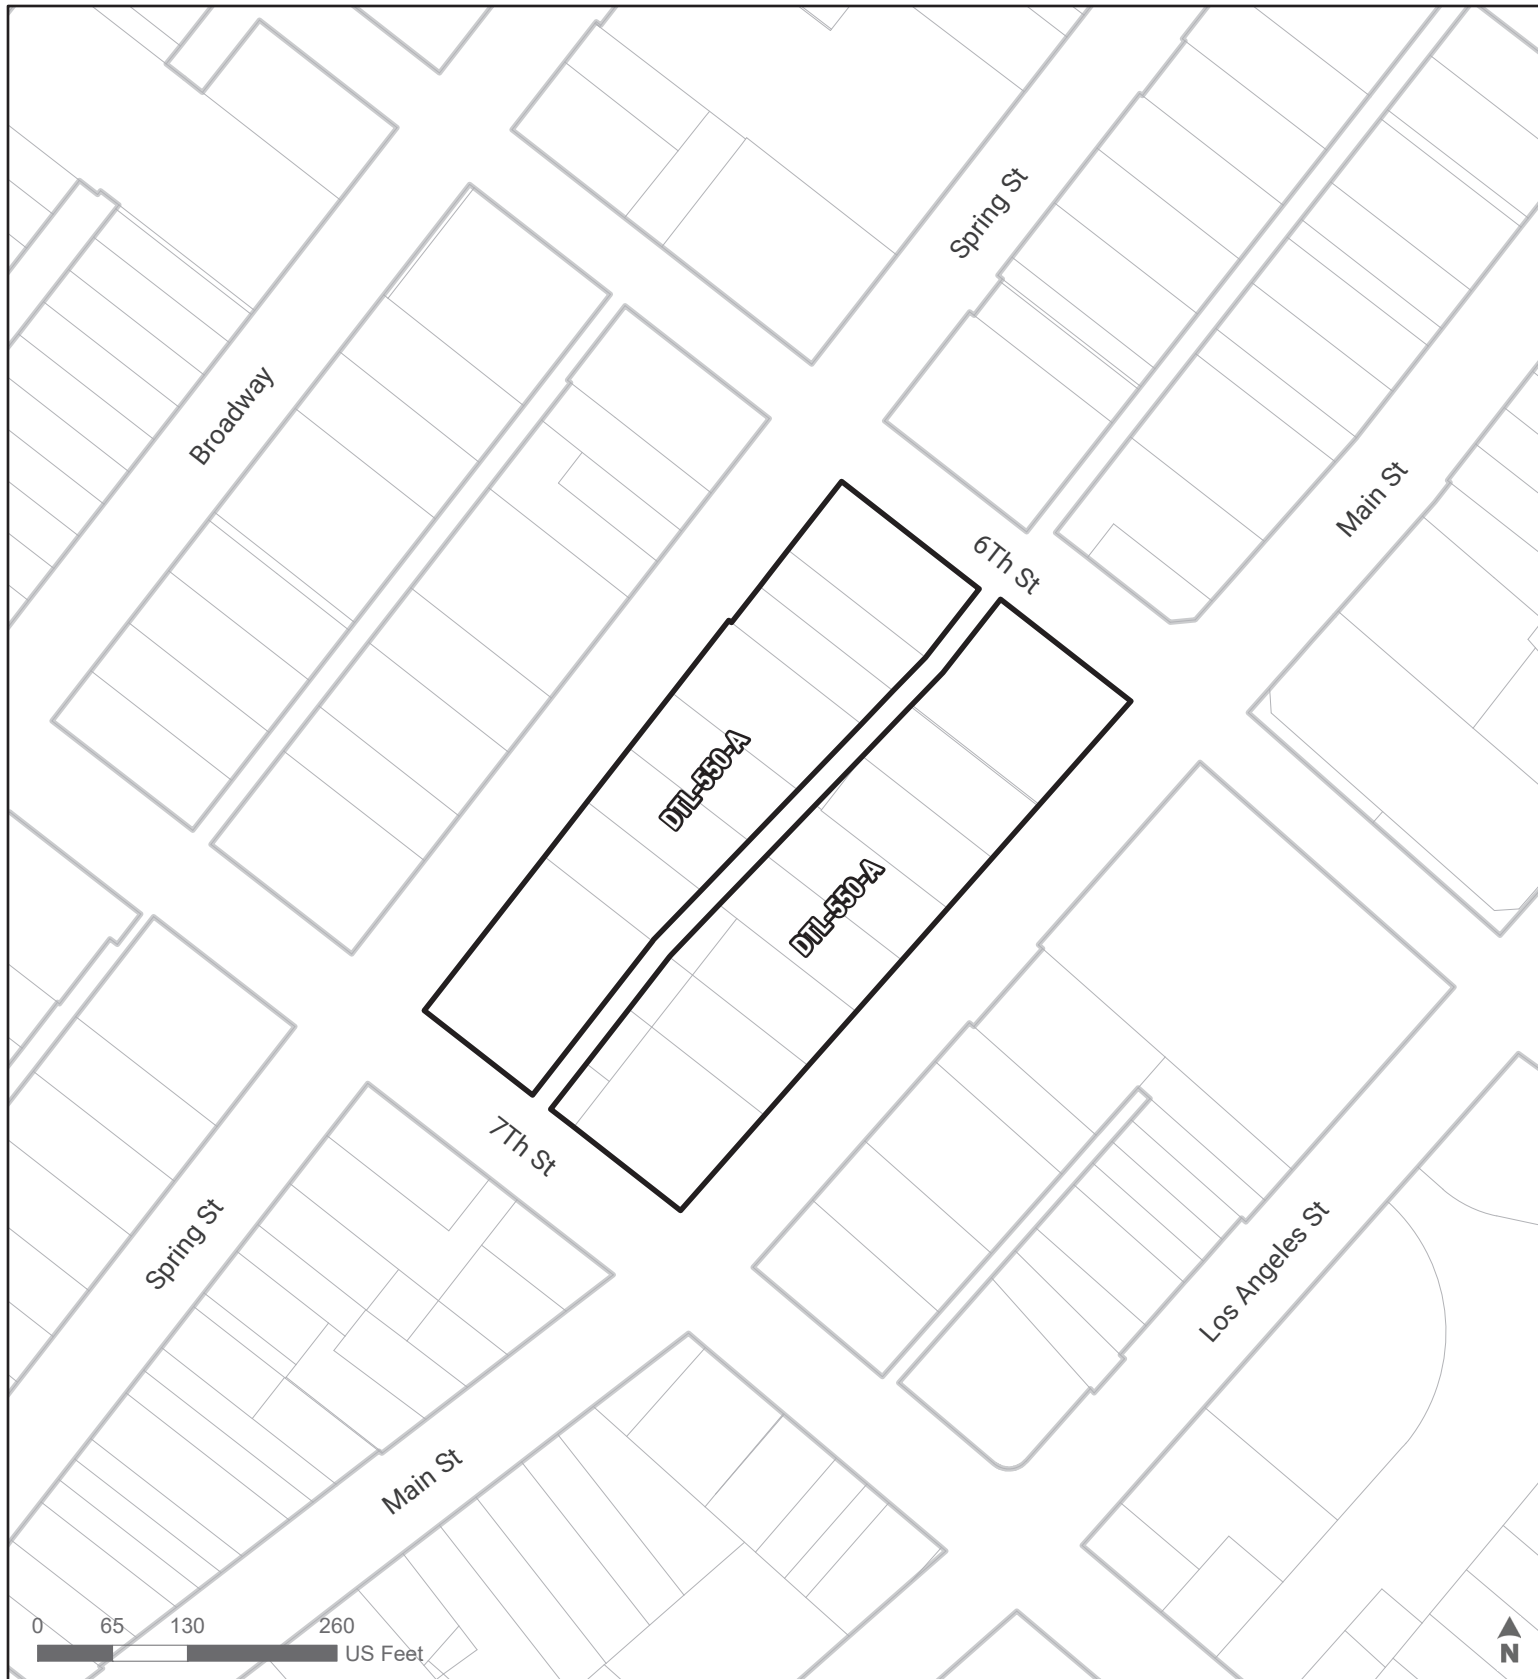 Spring St
Broadway
Main St
6Th St
DTL-550-A
DTL-550-A
7Th St
Spring St
Los Angeles St
Main St
0 65 130 260
US Feet
N